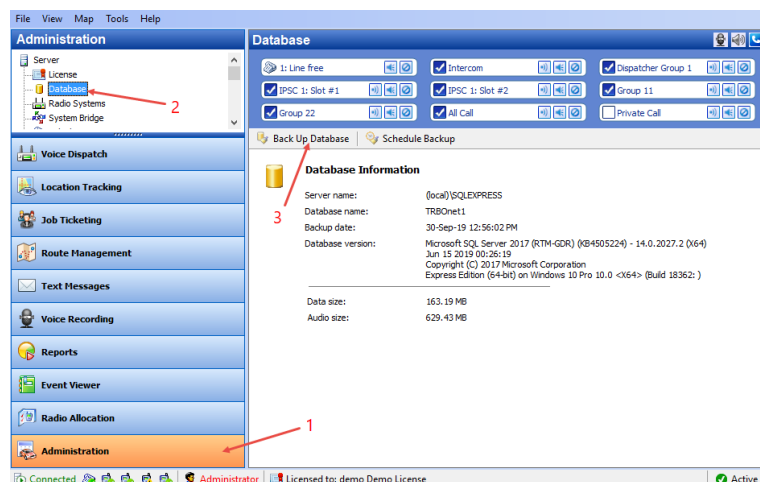 File View Map Tools Help
Administration
Server
License
Database
Radio Systems
System Bridge
2
Voice Dispatch
Location Tracking
Job Ticketing
Route Management
Text Messages
Voice Recording
Reports
Event Viewer
Radio Allocation
Administration
1
Database
1: Line free
Intercom
Dispatcher Group 1
IPSC 1: Slot #1
IPSC 1: Slot #2
Group 11
Group 22
All Call
Private Call
Back Up Database
Schedule Backup
3
Database Information
Server name: (local)\SQLEXPRESS
Database name: TRBOnet1
Backup date: 30-Sep-19 12:56:02 PM
Database version: Microsoft SQL Server 2017 (RTM-GDR) (KB4505224) - 14.0.2027.2 (X64)
Jun 15 2019 00:26:19
Copyright (C) 2017 Microsoft Corporation
Express Edition (64-bit) on Windows 10 Pro 10.0 <X64> (Build 18362: )
Data size: 163.19 MB
Audio size: 629.43 MB
Connected
Administrator
Licensed to: demo Demo License
Active